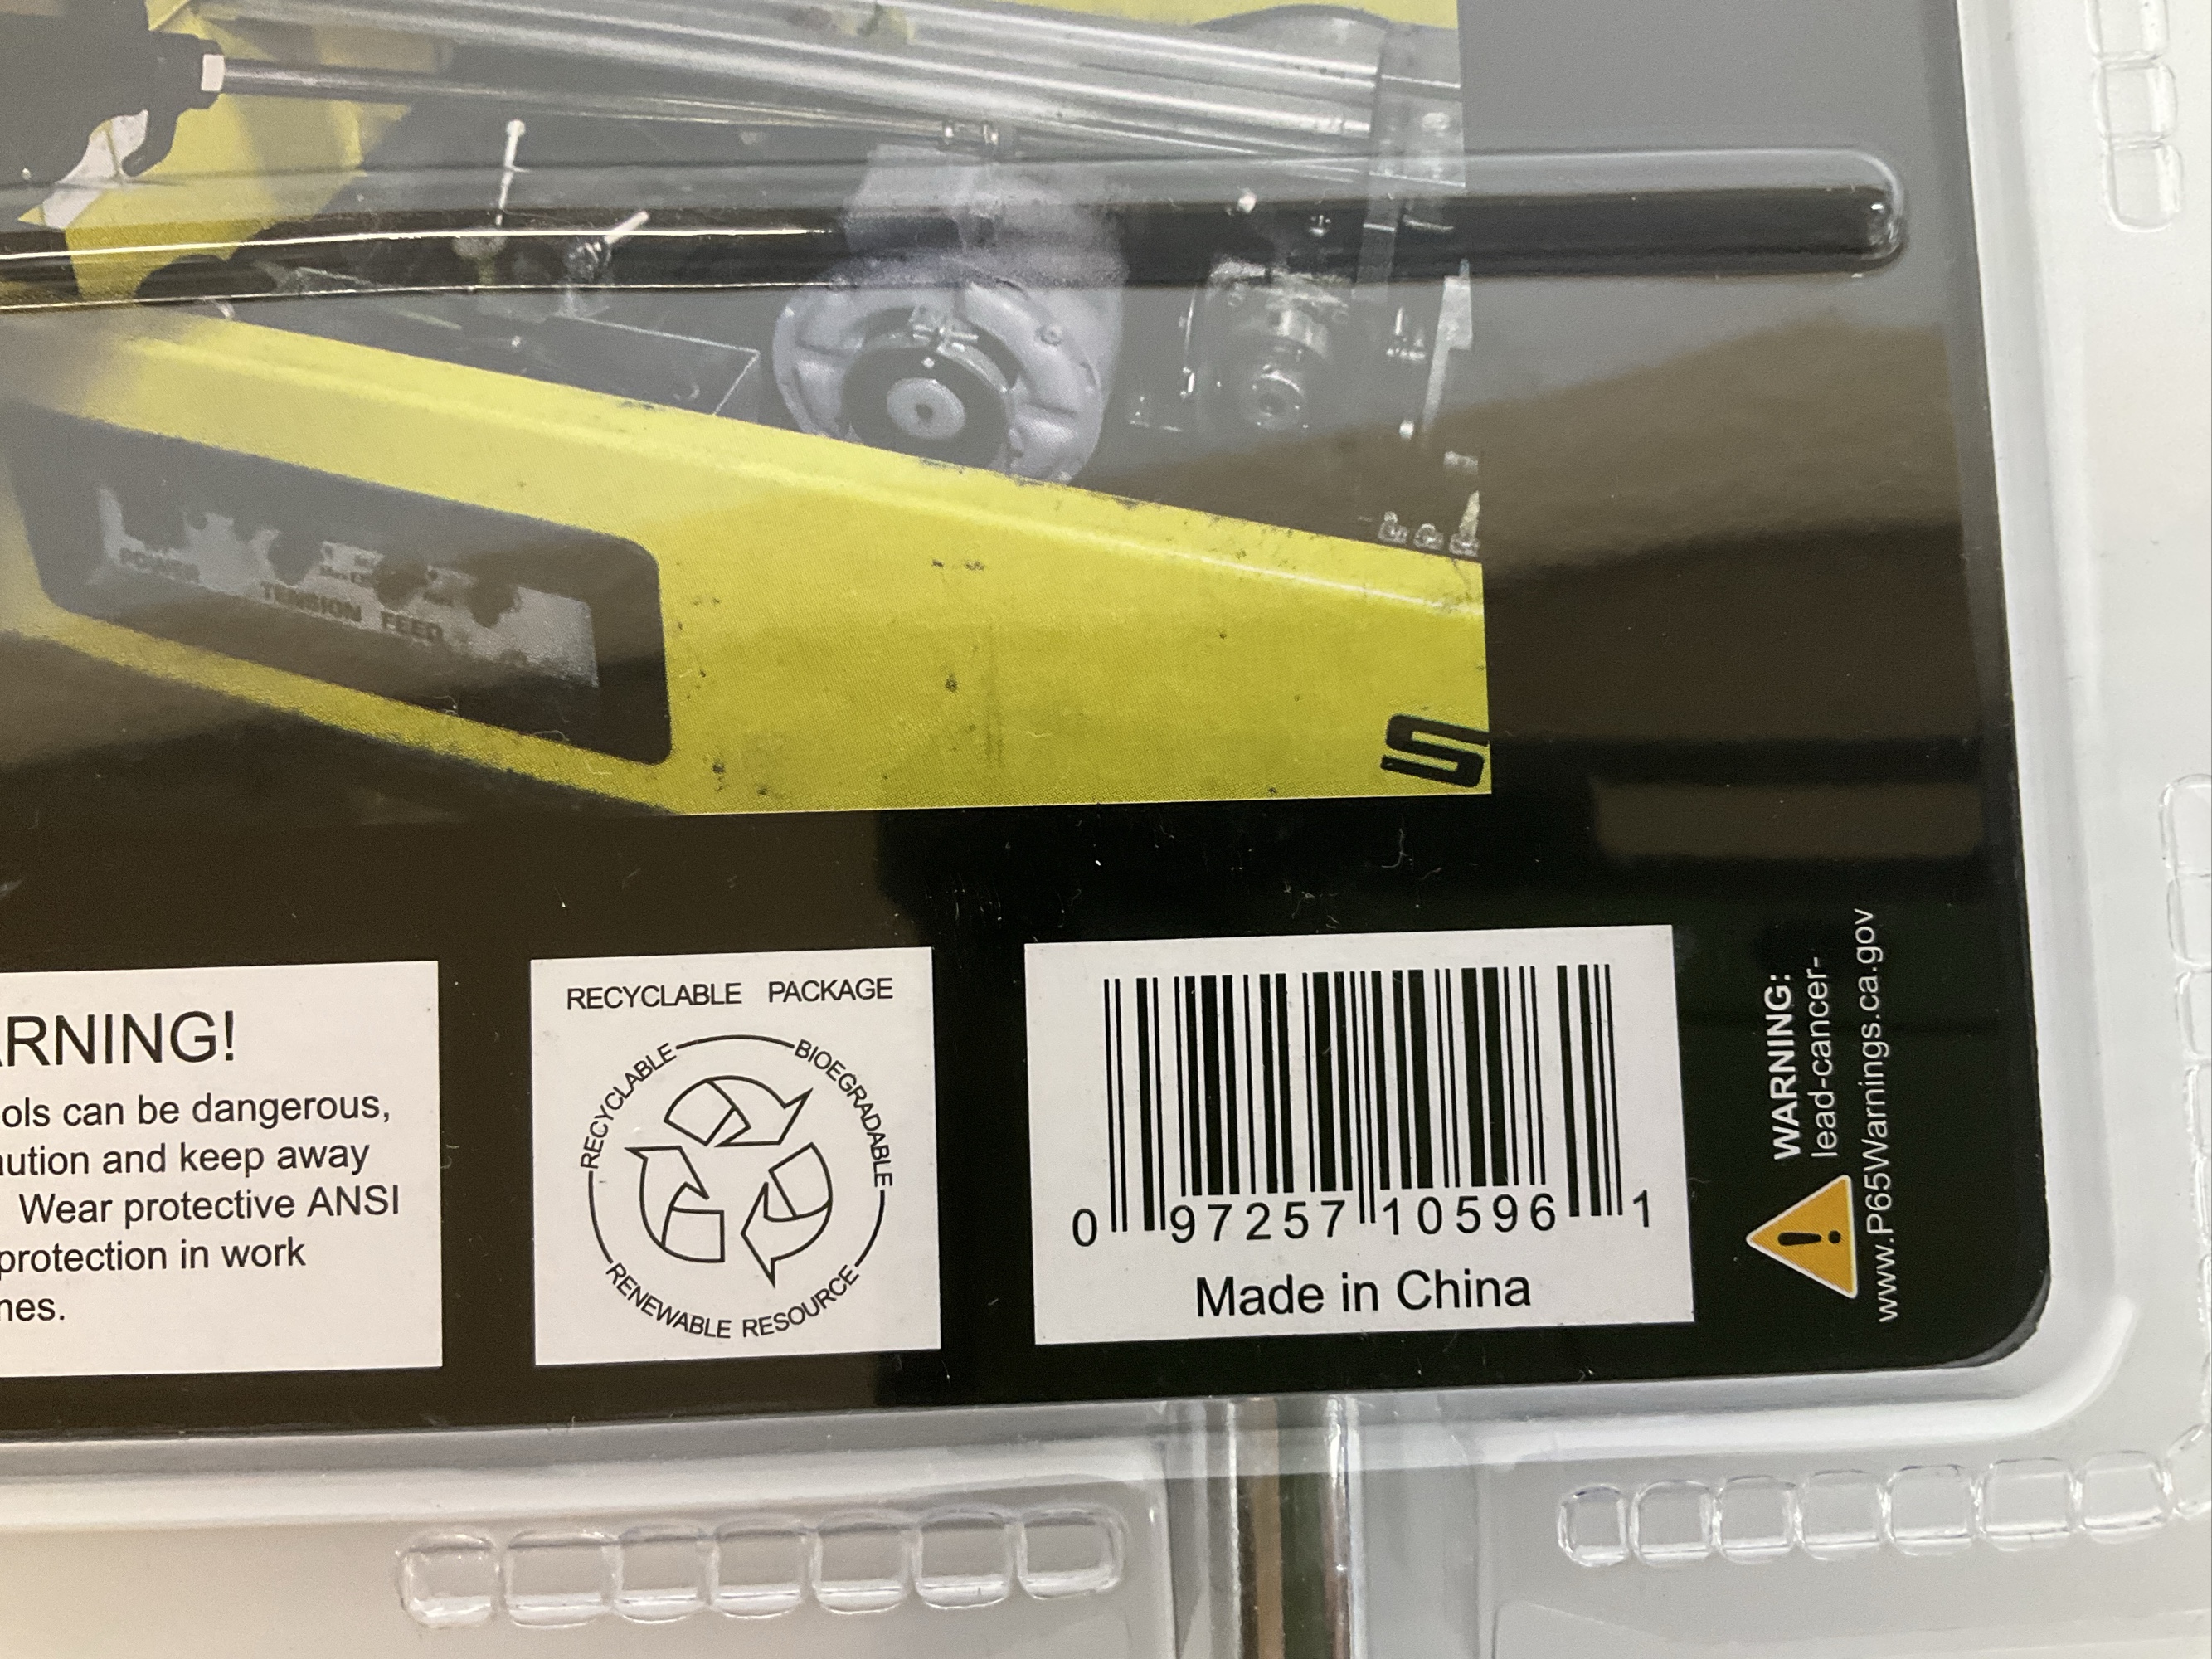 POWER
TENSION FEED
S
ARNING!
ols can be dangerous,
ution and keep away
Wear protective ANSI
protection in work
nes.
RECYCLABLE PACKAGE
RECYCLABLE
BIOEGRADABLE
RENEWABLE RESOURCE
0 97257 10596 1
Made in China
WARNING:
lead-cancer-
www.P65Warnings.ca.gov